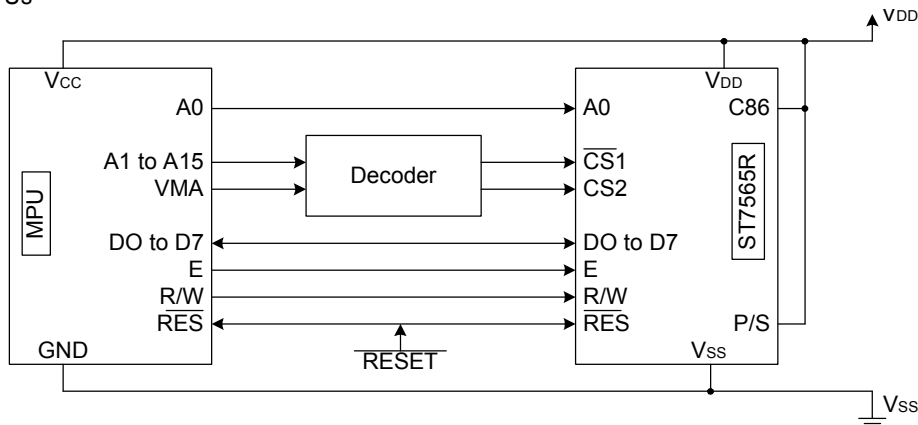 VDD
VCC
VDD
A0
A0
C86
A1 to A15
Decoder
CS1
VMA
CS2
MPU
ST7565R
DO to D7
DO to D7
E
E
R/W
R/W
RES
RES
P/S
GND
RESET
VSS
VSS